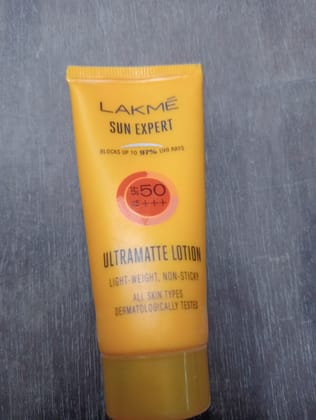 LAKMÉ
SUN EXPERT
BLOCKS UP TO 97% UVB RAYS
SPF 50
PA+++
ULTRAMATTE LOTION
LIGHT-WEIGHT, NON-STICKY
ALL SKIN TYPES
DERMATOLOGICALLY TESTED